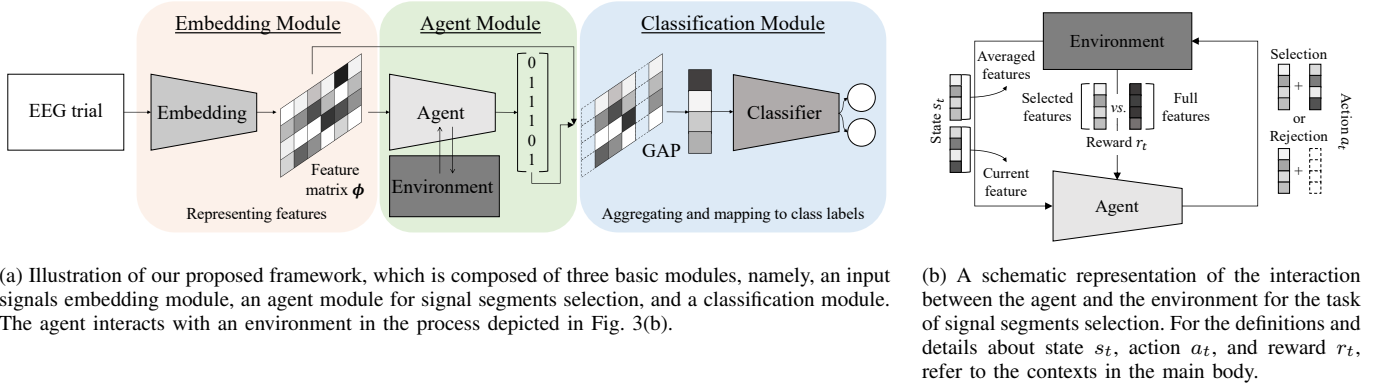 Embedding Module
Agent Module
Classification Module
EEG trial
Embedding
Feature
matrix ϕ
Representing features
Agent
Environment
0
1
1
1
0
1
GAP
Classifier
Aggregating and mapping to class labels
(a) Illustration of our proposed framework, which is composed of three basic modules, namely, an input
signals embedding module, an agent module for signal segments selection, and a classification module.
The agent interacts with an environment in the process depicted in Fig. 3(b).
Environment
Averaged
features
State s_t
Selected
features
vs.
Full
features
Reward r_t
Current
feature
Agent
Selection
+
or
Rejection
+
Action a_t
(b) A schematic representation of the interaction
between the agent and the environment for the task
of signal segments selection. For the definitions and
details about state s_t, action a_t, and reward r_t,
refer to the contexts in the main body.